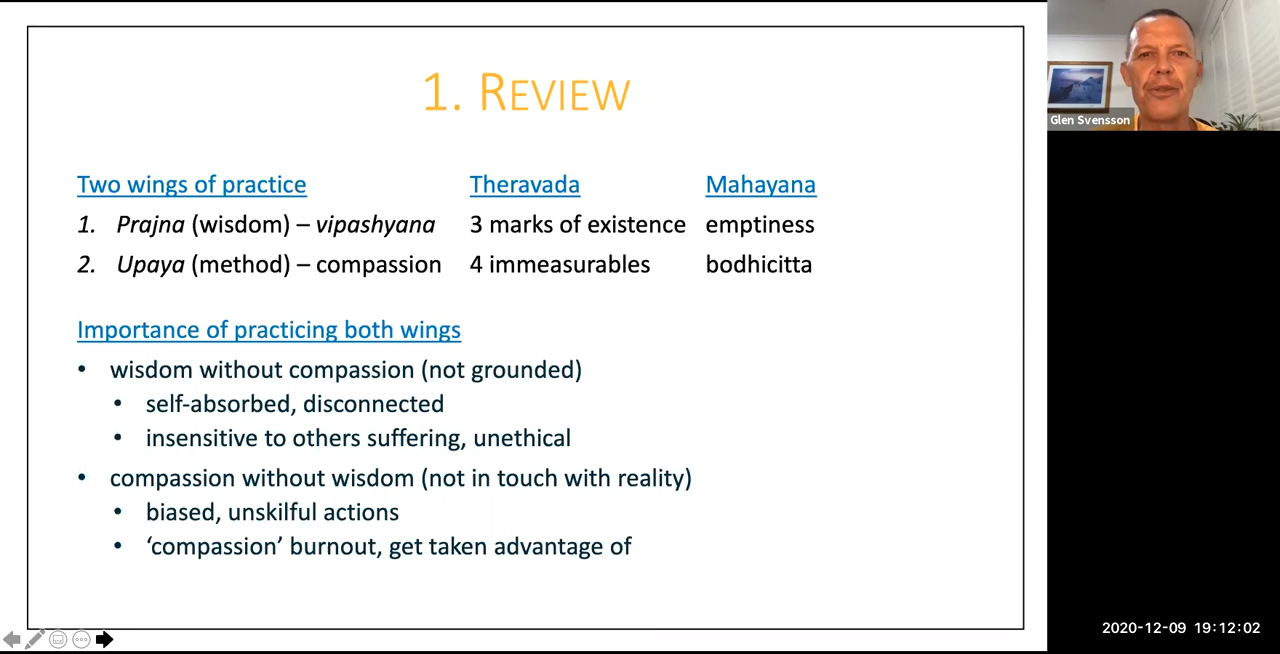 1. REVIEW
Two wings of practice Theravada Mahayana
1. Prajna (wisdom) – vipashyana 3 marks of existence emptiness
2. Upaya (method) – compassion 4 immeasurables bodhicitta
Importance of practicing both wings
• wisdom without compassion (not grounded)
• self-absorbed, disconnected
• insensitive to others suffering, unethical
• compassion without wisdom (not in touch with reality)
• biased, unskilful actions
• ‘compassion’ burnout, get taken advantage of
Glen Svensson
2020-12-09 19:12:02